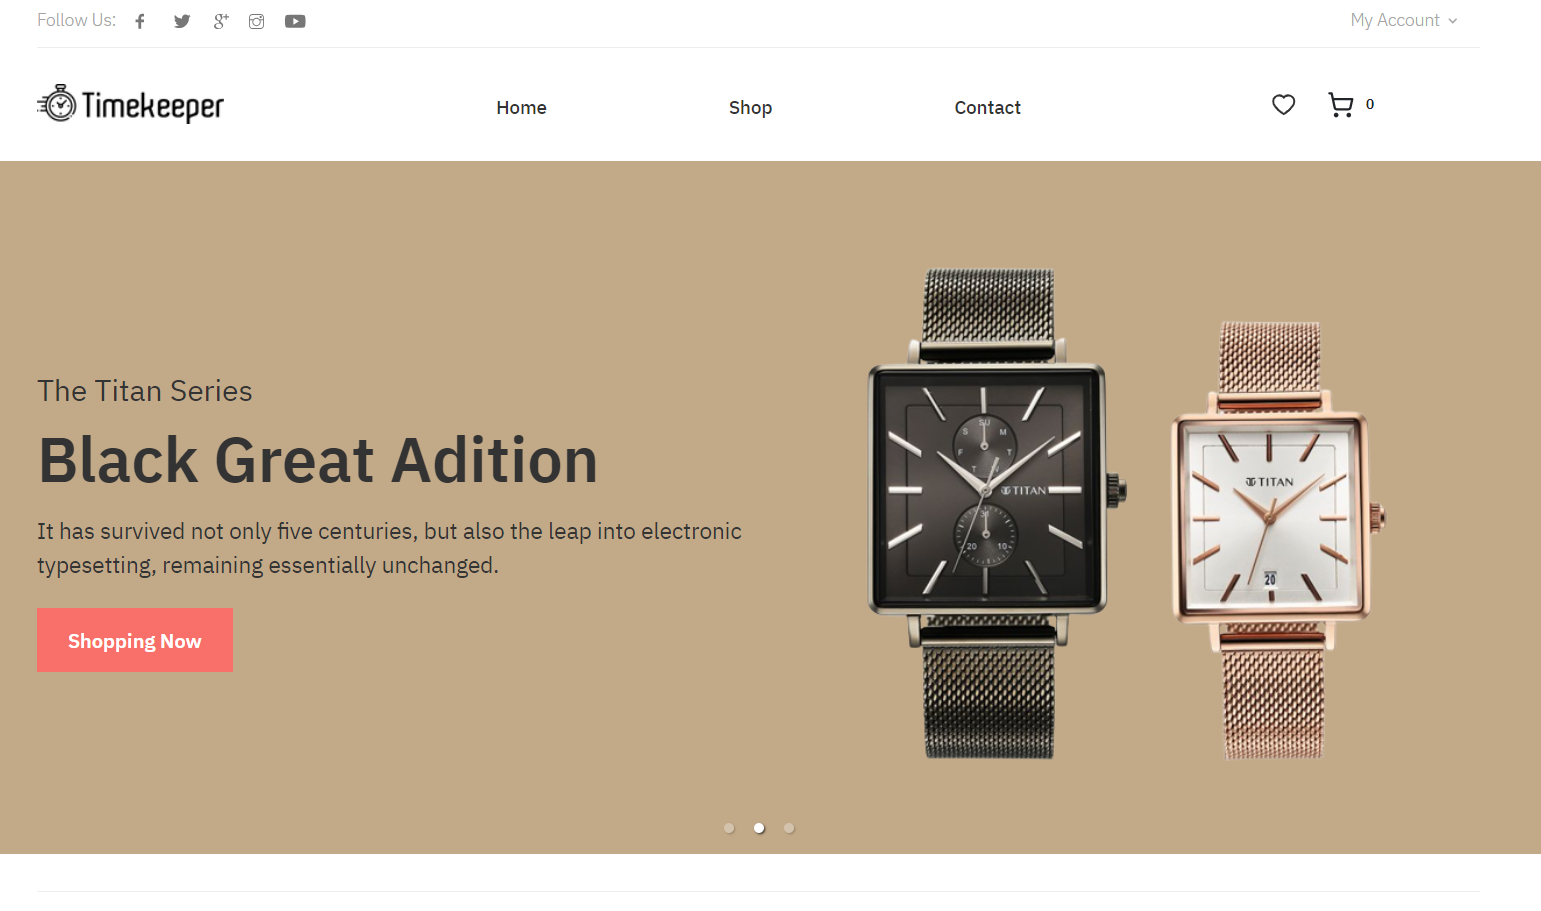 Follow Us:
My Account
Timekeeper
Home
Shop
Contact
0
The Titan Series
Black Great Adition
It has survived not only five centuries, but also the leap into electronic
typesetting, remaining essentially unchanged.
Shopping Now
SU
S M
F T
T W
TITAN
31
20 10
TITAN
20